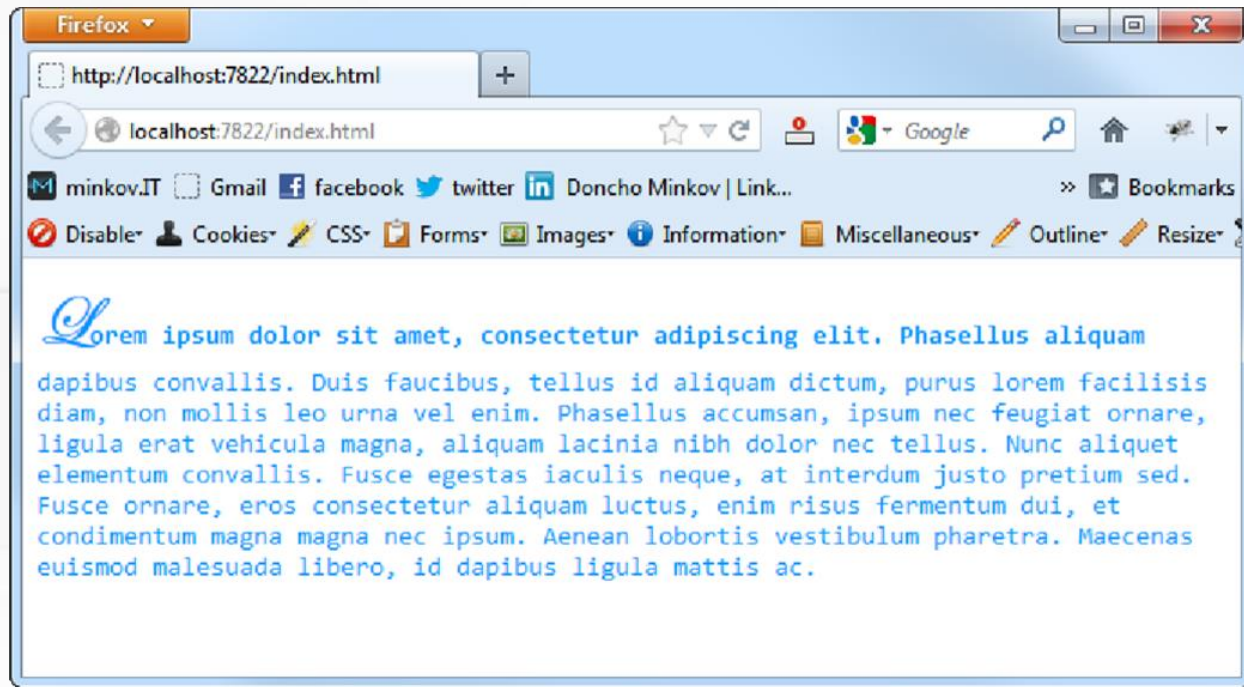 Firefox
http://localhost:7822/index.html
localhost:7822/index.html Google
minkov.IT Gmail facebook twitter Doncho Minkov | Link... » Bookmarks
Disable Cookies CSS Forms Images Information Miscellaneous Outline Resize
Lorem ipsum dolor sit amet, consectetur adipiscing elit. Phasellus aliquam
dapibus convallis. Duis faucibus, tellus id aliquam dictum, purus lorem facilisis
diam, non mollis leo urna vel enim. Phasellus accumsan, ipsum nec feugiat ornare,
ligula erat vehicula magna, aliquam lacinia nibh dolor nec tellus. Nunc aliquet
elementum convallis. Fusce egestas iaculis neque, at interdum justo pretium sed.
Fusce ornare, eros consectetur aliquam luctus, enim risus fermentum dui, et
condimentum magna magna nec ipsum. Aenean lobortis vestibulum pharetra. Maecenas
euismod malesuada libero, id dapibus ligula mattis ac.